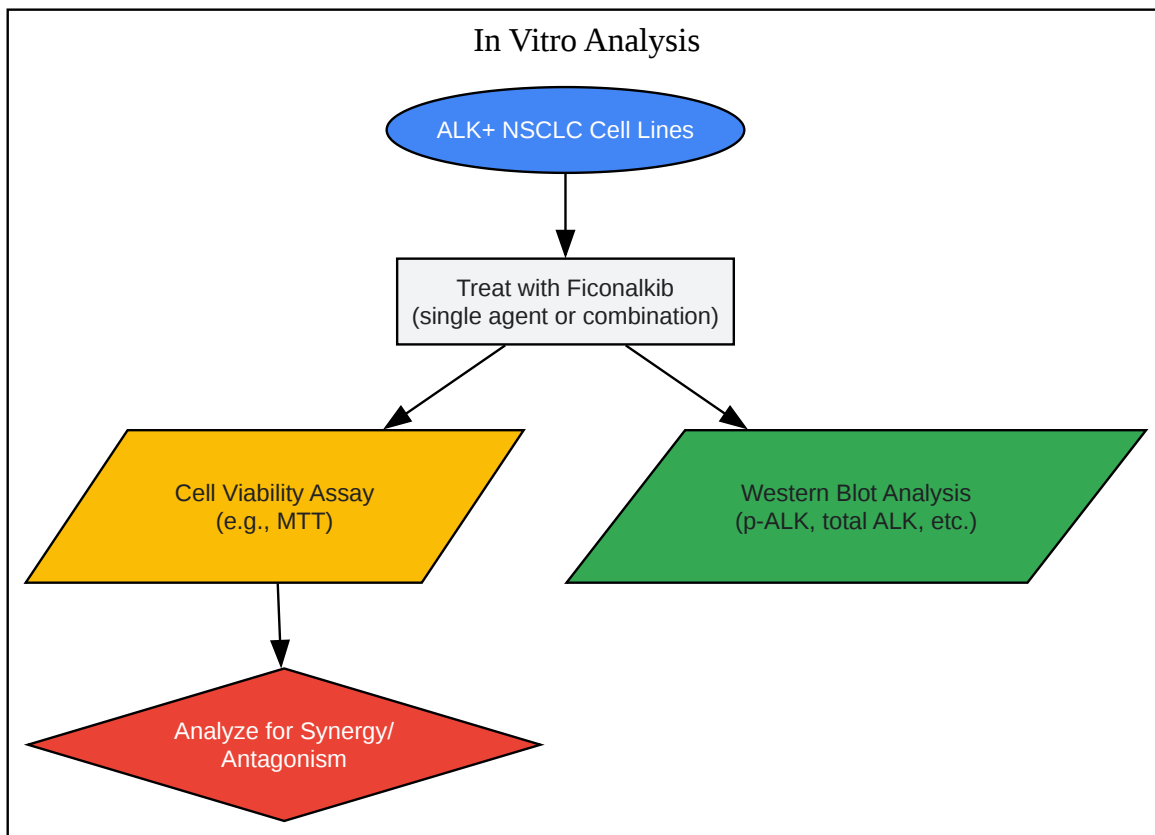 In Vitro Analysis
ALK+ NSCLC Cell Lines
Treat with Ficonalkib
(single agent or combination)
Cell Viability Assay
(e.g., MTT)
Western Blot Analysis
(p-ALK, total ALK, etc.)
Analyze for Synergy/
Antagonism